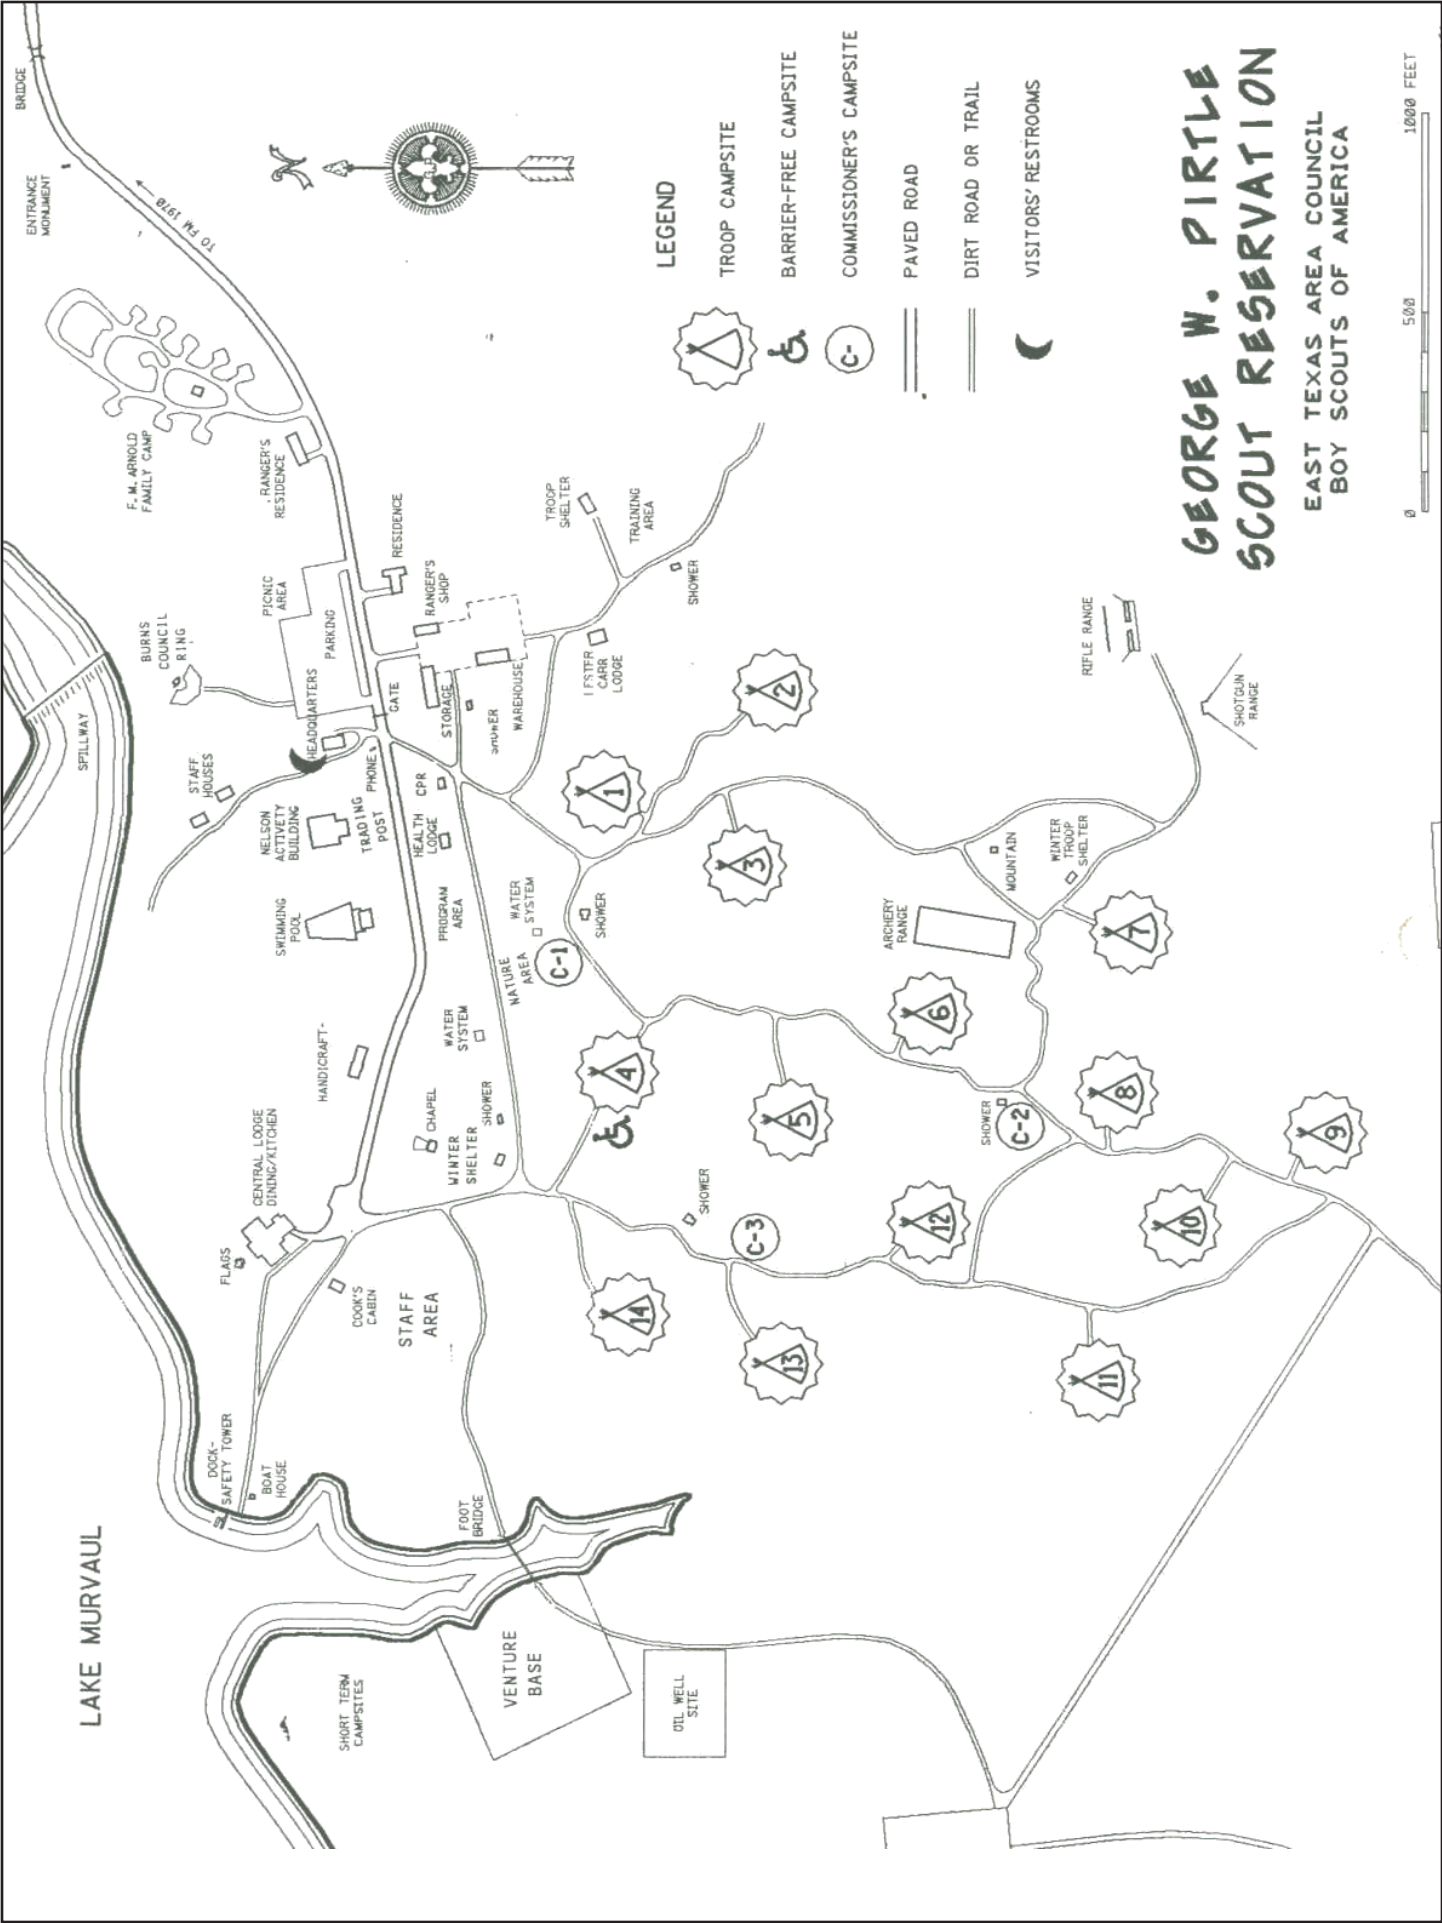 LAKE MURVAUL
SHORT TERM
CAMPSITES
VENTURE
BASE
OIL WELL
SITE
FOOT
BRIDGE
DOCK-
SAFETY TOWER
BOAT
HOUSE
FLAGS
COOK'S
CABIN
STAFF
AREA
CENTRAL LODGE
DINING/KITCHEN
HANDICRAFT-
CHAPEL
WINTER
SHELTER
SHOWER
WATER
SYSTEM
SWIMMING
POOL
NELSON
ACTIVETY
BUILDING
TRADING
POST
PHONE
STAFF
HOUSES
SPILLWAY
HEADQUARTERS
BURNS
COUNCIL
RING
PICNIC
AREA
PARKING
GATE
CPR
HEALTH
LODGE
PROGRAM
AREA
NATURE
AREA
WATER
SYSTEM
SHOWER
STORAGE
SHOWER
WAREHOUSE
RANGER'S
SHOP
RESIDENCE
RANGER'S
RESIDENCE
F. M. ARNOLD
FAMILY CAMP
ENTRANCE
MONUMENT
BRIDGE
TO FM 1970
LESTER
CARR
LODGE
TROOP
SHELTER
TRAINING
AREA
SHOWER
1
2
3
4
5
6
7
8
9
10
11
12
13
14
C-1
C-2
C-3
SHOWER
SHOWER
ARCHERY
RANGE
MOUNTAIN
WINTER
TROOP
SHELTER
RIFLE RANGE
SHOTGUN
RANGE
N
LEGEND
TROOP CAMPSITE
BARRIER-FREE CAMPSITE
C-
COMMISSIONER'S CAMPSITE
PAVED ROAD
DIRT ROAD OR TRAIL
VISITORS' RESTROOMS
GEORGE W. PIRTLE
SCOUT RESERVATION
EAST TEXAS AREA COUNCIL
BOY SCOUTS OF AMERICA
0 500 1000 FEET